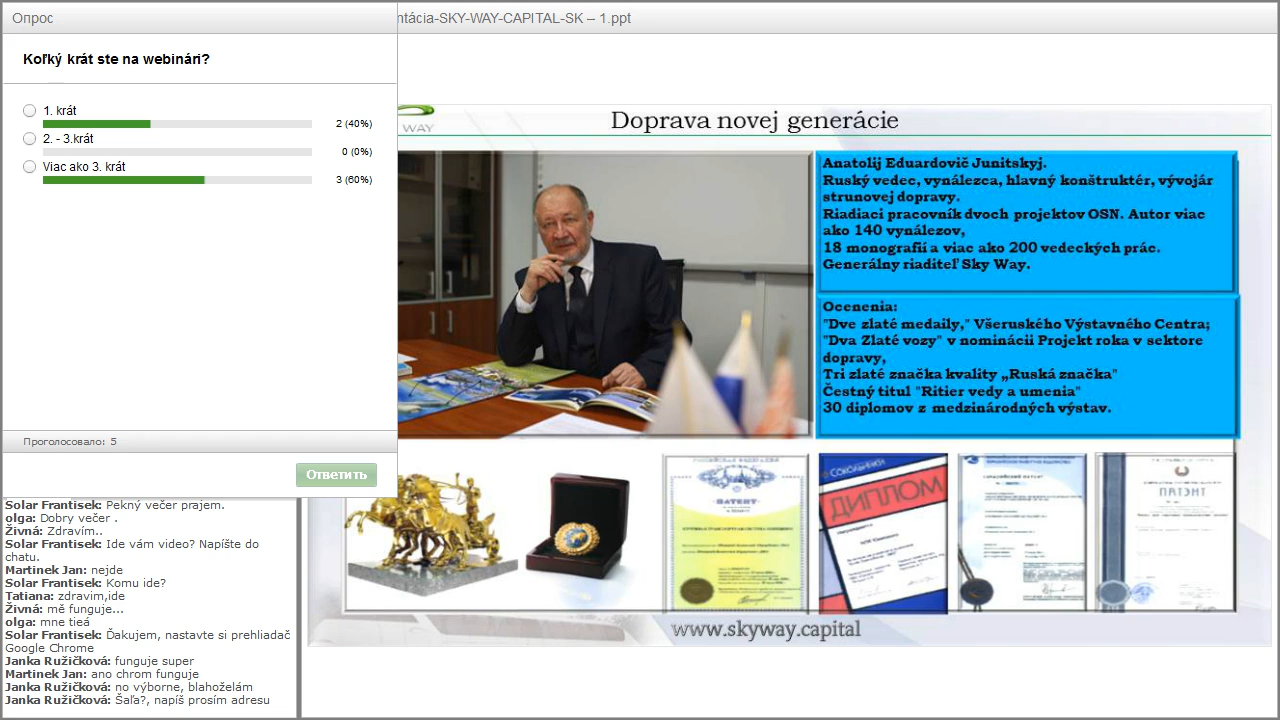 Опрос
ntácia-SKY-WAY-CAPITAL-SK – 1.ppt
Koľký krát ste na webinári?
1. krát
2 (40%)
2. - 3.krát
0 (0%)
Viac ako 3. krát
3 (60%)
Проголосовало: 5
Ответить
Solar Frantisek: Pekný večer prajem.
olga: Dobry večer .
Živná: Zdravím..
Solar Frantisek: Ide vám video? Napíšte do
chatu.
Martinek Jan: nejde
Solar Frantisek: Komu ide?
Tatiana: zdravim,ide
Živná: mě funguje...
olga: mne tieá
Solar Frantisek: Ďakujem, nastavte si prehliadač
Google Chrome
Janka Ružičková: funguje super
Martinek Jan: ano chrom funguje
Janka Ružičková: no výborne, blahoželám
Janka Ružičková: Šaľa?, napíš prosím adresu
WAY
Doprava novej generácie
Anatolij Eduardovič Junitskyj.
Ruský vedec, vynálezca, hlavný konštruktér, vývojár
strunovej dopravy.
Riadiaci pracovník dvoch projektov OSN. Autor viac
ako 140 vynálezov,
18 monografií a viac ako 200 vedeckých prác.
Generálny riaditeľ Sky Way.
Ocenenia:
"Dve zlaté medaily," Všeruského Výstavného Centra;
"Dva Zlaté vozy" v nominácii Projekt roka v sektore
dopravy,
Tri zlaté značka kvality „Ruská značka"
Čestný titul "Ritier vedy a umenia"
30 diplomov z medzinárodných výstav.
ПАТЕНТ
СОКОЛЬНИКИ
ДИПЛОМ
ПАТЭНТ
www.skyway.capital